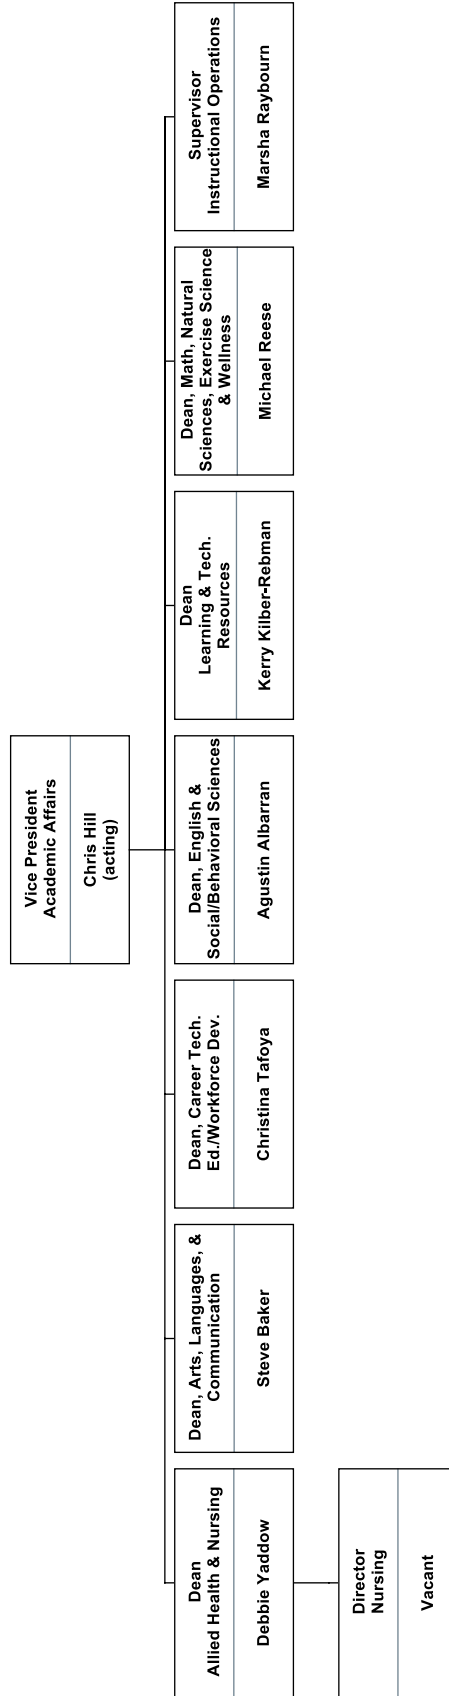 Vice President
Academic Affairs
Chris Hill
(acting)
Dean
Allied Health & Nursing
Debbie Yaddow
Dean, Arts, Languages, &
Communication
Steve Baker
Dean, Career Tech.
Ed./Workforce Dev.
Christina Tafoya
Dean, English &
Social/Behavioral Sciences
Agustin Albarran
Dean
Learning & Tech.
Resources
Kerry Kilber-Rebman
Dean, Math, Natural
Sciences, Exercise Science
& Wellness
Michael Reese
Supervisor
Instructional Operations
Marsha Raybourn
Director
Nursing
Vacant